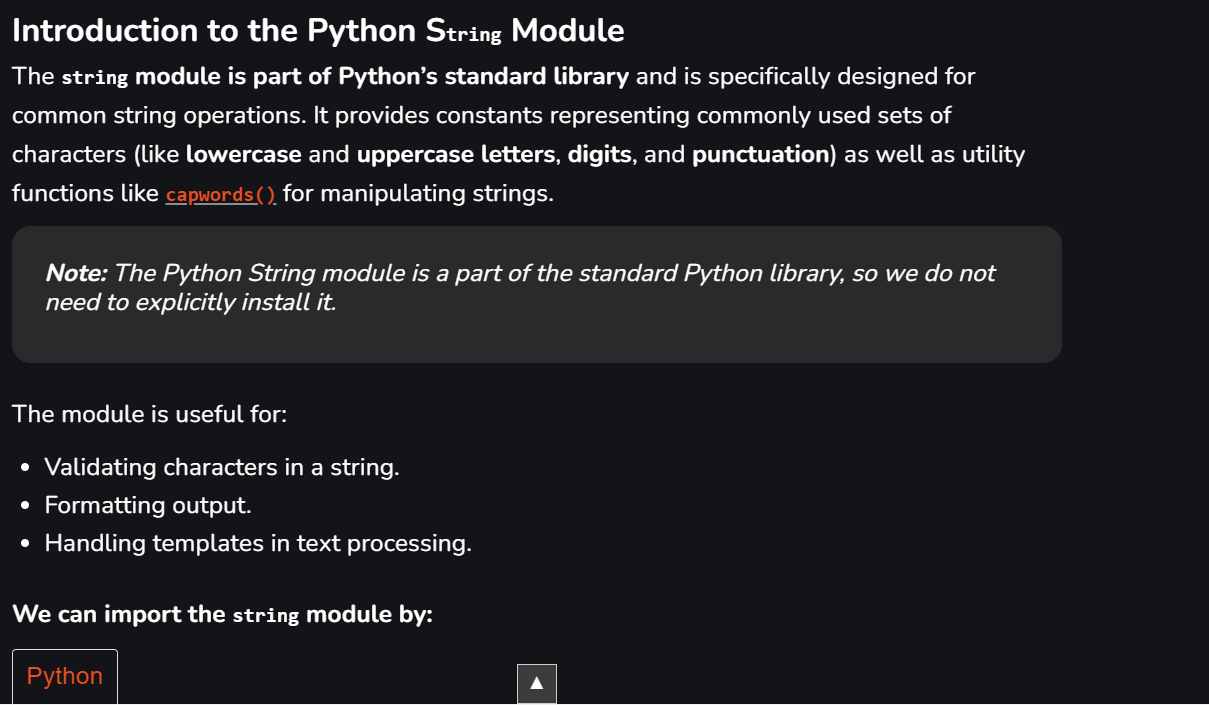 Introduction to the Python String Module
The string module is part of Python’s standard library and is specifically designed for
common string operations. It provides constants representing commonly used sets of
characters (like lowercase and uppercase letters, digits, and punctuation) as well as utility
functions like capwords() for manipulating strings.
Note: The Python String module is a part of the standard Python library, so we do not
need to explicitly install it.
The module is useful for:
• Validating characters in a string.
• Formatting output.
• Handling templates in text processing.
We can import the string module by:
Python